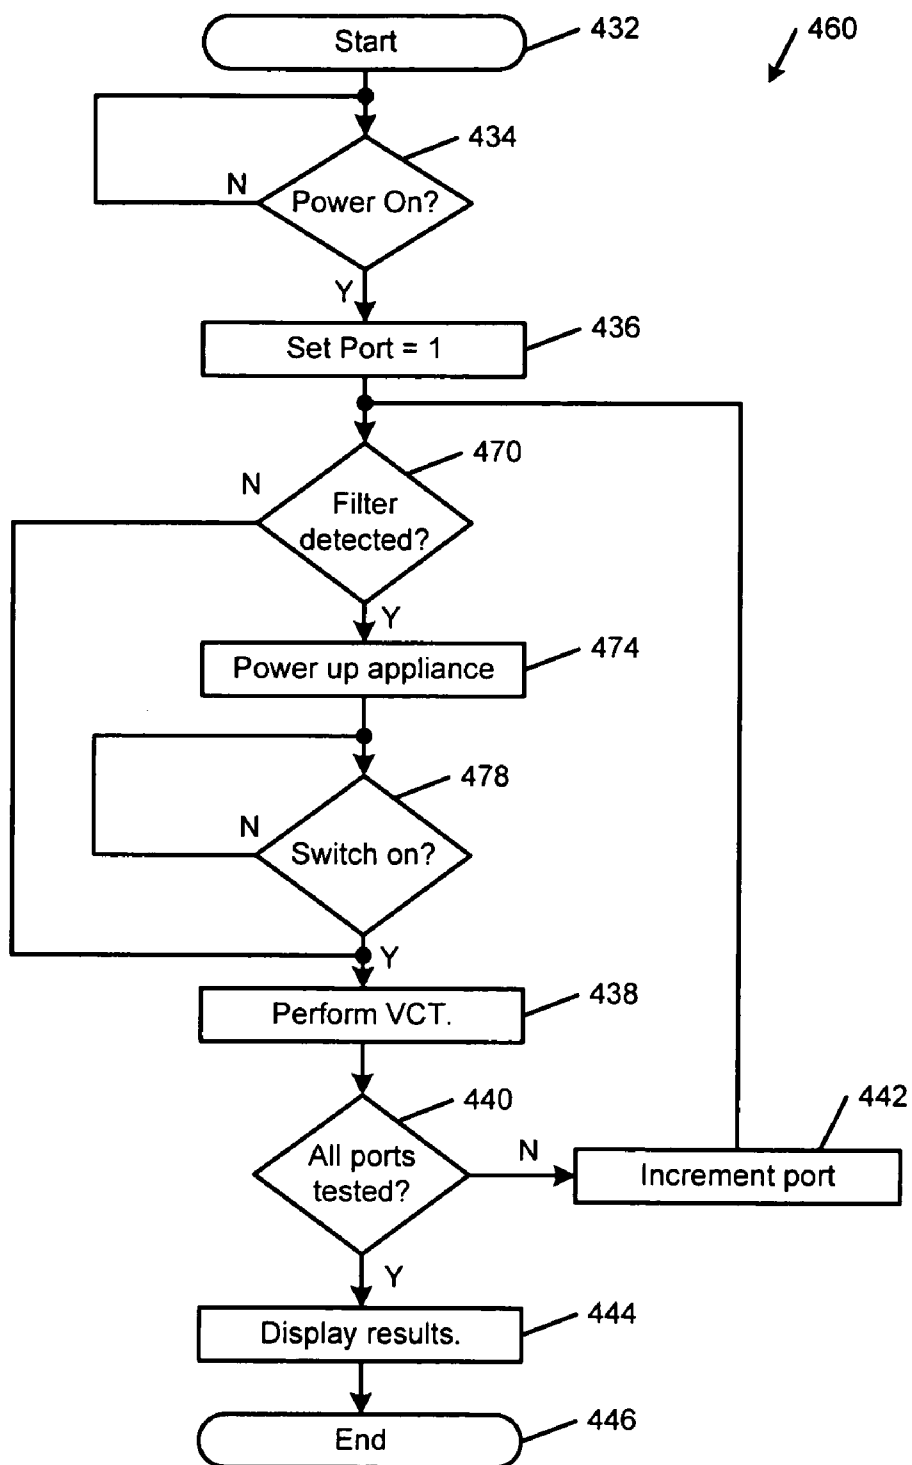 Start
432
460
434
N
Power On?
Y
Set Port = 1
436
470
N
Filter
detected?
Y
Power up appliance
474
478
N
Switch on?
Y
Perform VCT.
438
440
442
All ports
tested?
N
Increment port
Y
Display results.
444
End
446